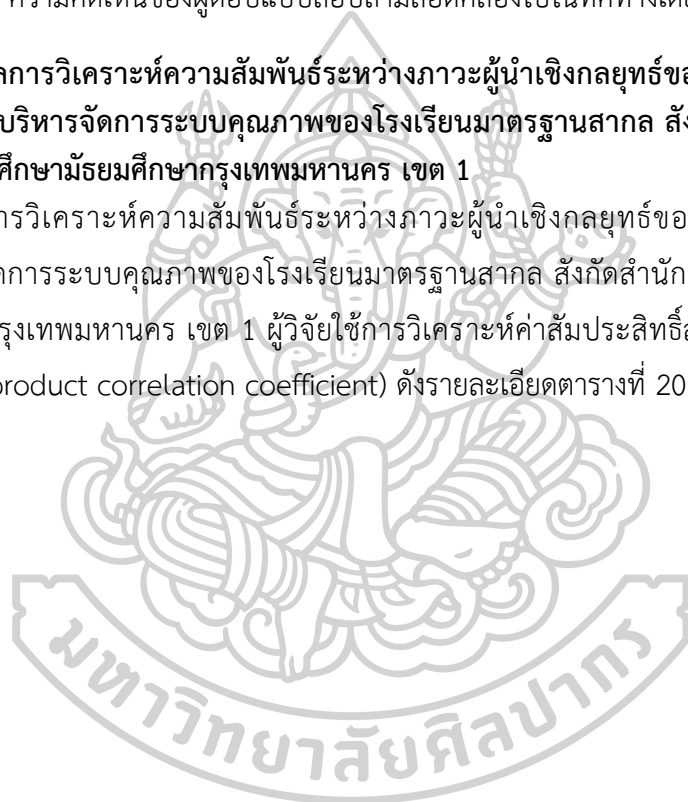 ความคิดเห็นของผู้ตอบแบบสอบถามสอดคล้องไปในทิศทางเดีย
ลการวิเคราะห์ความสัมพันธ์ระหว่างภาวะผู้นำเชิงกลยุทธ์ขอ
บริหารจัดการระบบคุณภาพของโรงเรียนมาตรฐานสากล สัง
ศึกษามัธยมศึกษากรุงเทพมหานคร เขต 1
ารวิเคราะห์ความสัมพันธ์ระหว่างภาวะผู้นำเชิงกลยุทธ์ขอ
ดการระบบคุณภาพของโรงเรียนมาตรฐานสากล สังกัดสำนัก
รุงเทพมหานคร เขต 1 ผู้วิจัยใช้การวิเคราะห์ค่าสัมประสิทธิ์ส
product correlation coefficient) ดังรายละเอียดตารางที่ 20
มหาวิทยาลัยศิลปากร